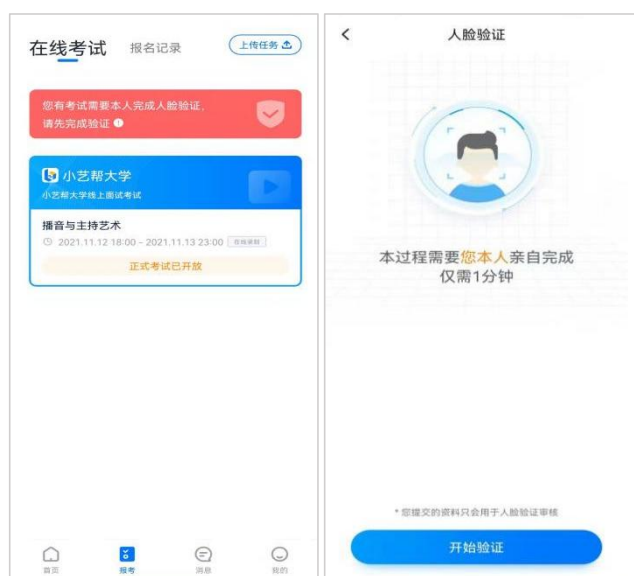 在线考试 报名记录 上传任务
您有考试需要本人完成人脸验证,
请先完成验证
小艺帮大学
小艺帮大学线上面试考试
播音与主持艺术
2021.11.12 18:00 - 2021.11.13 23:00
正式考试已开放
首页 报考 消息 我的
人脸验证
本过程需要您本人亲自完成
仅需1分钟
* 您提交的资料只会用于人脸验证审核
开始验证